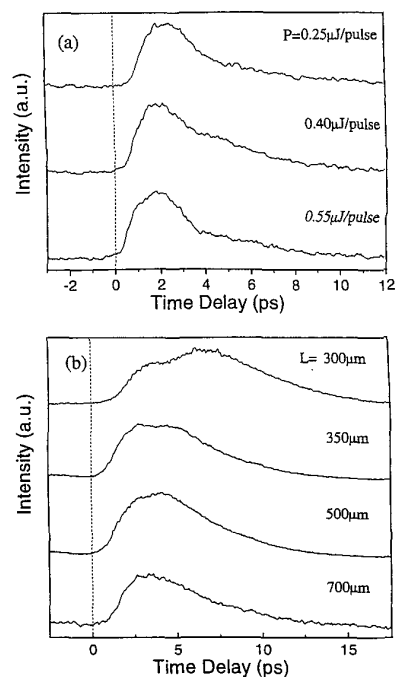 (a)
P=0.25μJ/pulse
0.40μJ/pulse
0.55μJ/pulse
Intensity (a.u.)
-2 0 2 4 6 8 10 12
Time Delay (ps)
(b)
L= 300μm
350μm
500μm
700μm
Intensity (a.u.)
0 5 10 15
Time Delay (ps)